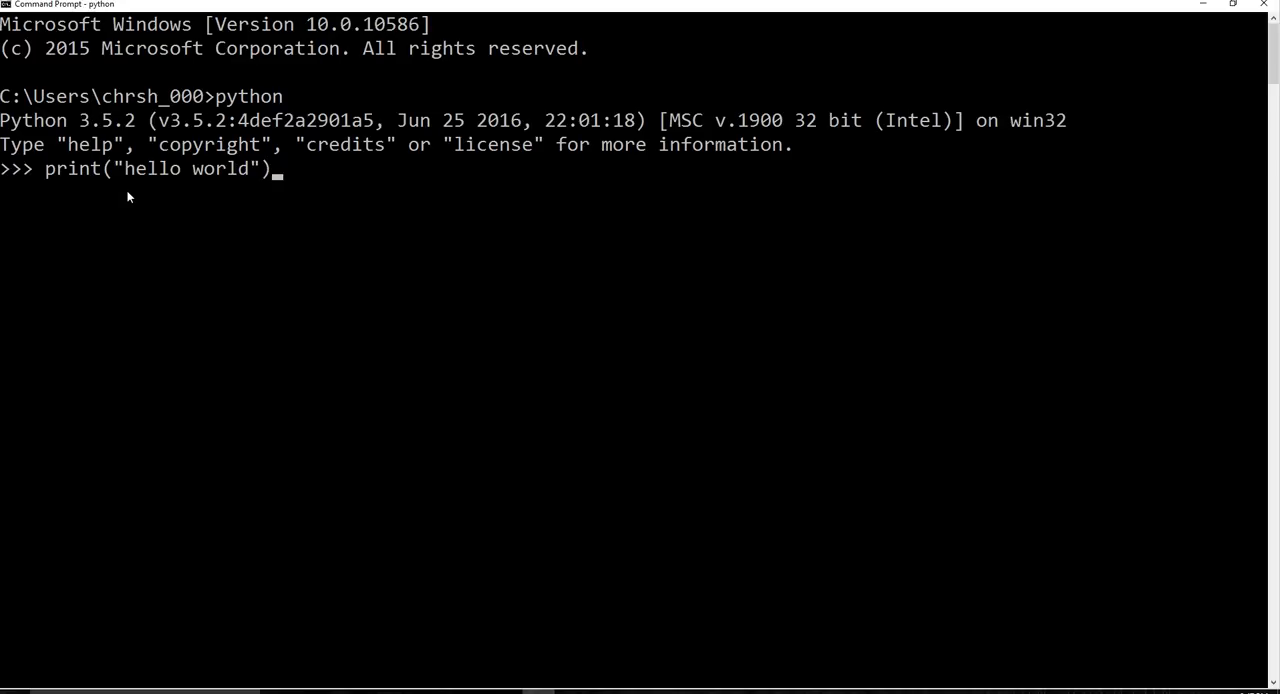 Command Prompt - python
Microsoft Windows [Version 10.0.10586]
(c) 2015 Microsoft Corporation. All rights reserved.
C:\Users\chrsh_000>python
Python 3.5.2 (v3.5.2:4def2a2901a5, Jun 25 2016, 22:01:18) [MSC v.1900 32 bit (Intel)] on win32
Type "help", "copyright", "credits" or "license" for more information.
>>> print("hello world")